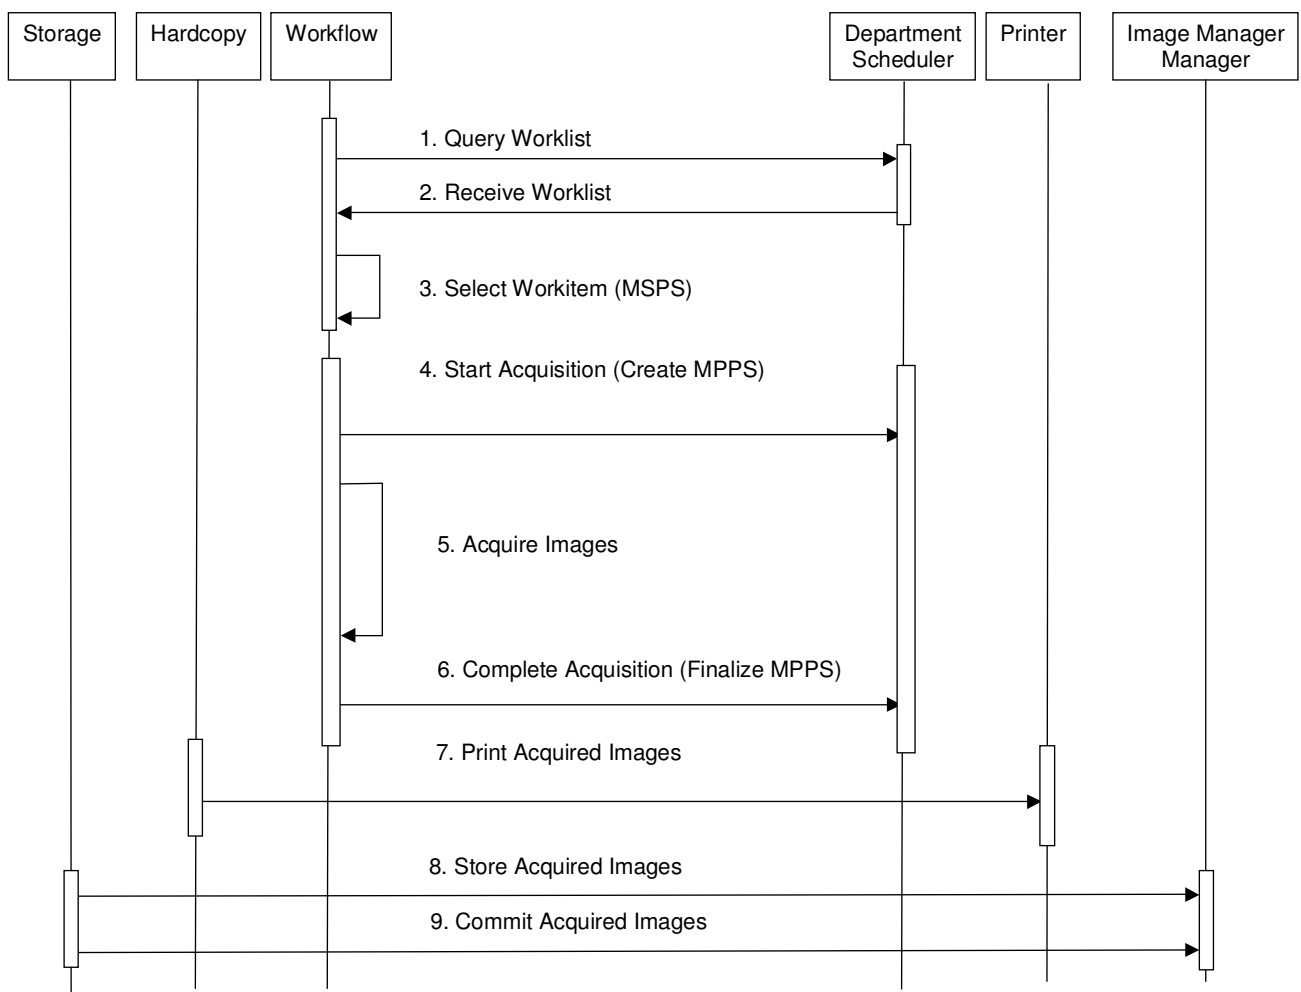 Storage
Hardcopy
Workflow
Department
Scheduler
Printer
Image Manager
Manager
1. Query Worklist
2. Receive Worklist
3. Select Workitem (MSPS)
4. Start Acquisition (Create MPPS)
5. Acquire Images
6. Complete Acquisition (Finalize MPPS)
7. Print Acquired Images
8. Store Acquired Images
9. Commit Acquired Images